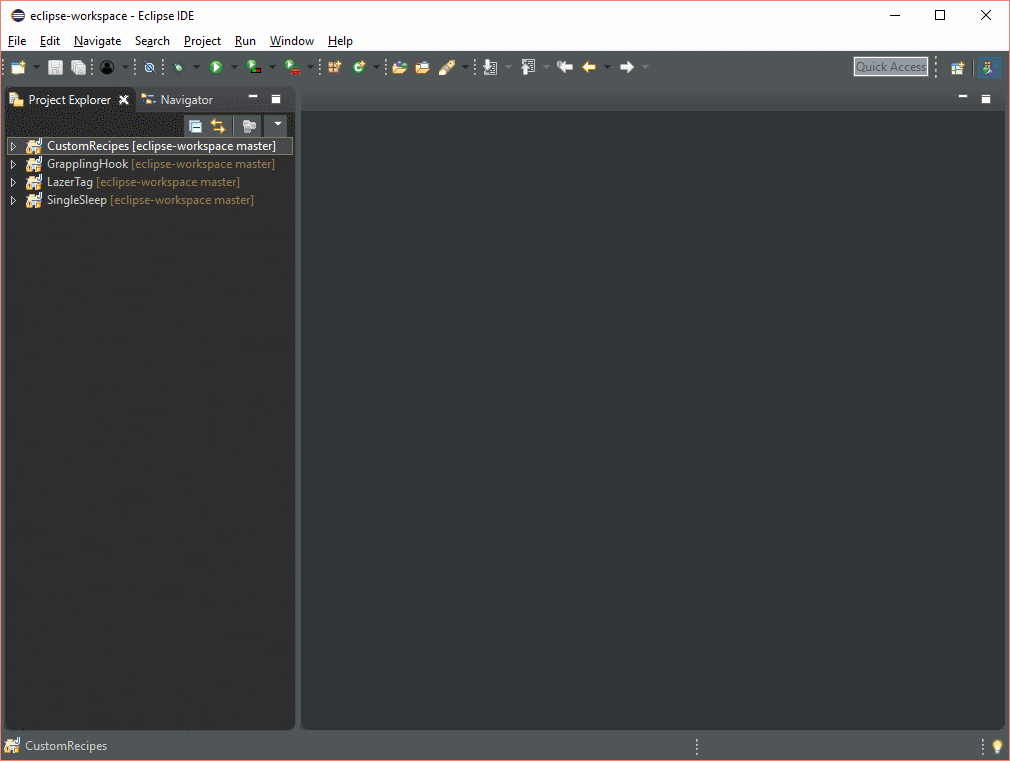 eclipse-workspace - Eclipse IDE
File Edit Navigate Search Project Run Window Help
Quick Access
Project Explorer Navigator
CustomRecipes [eclipse-workspace master]
GrapplingHook [eclipse-workspace master]
LazerTag [eclipse-workspace master]
SingleSleep [eclipse-workspace master]
CustomRecipes